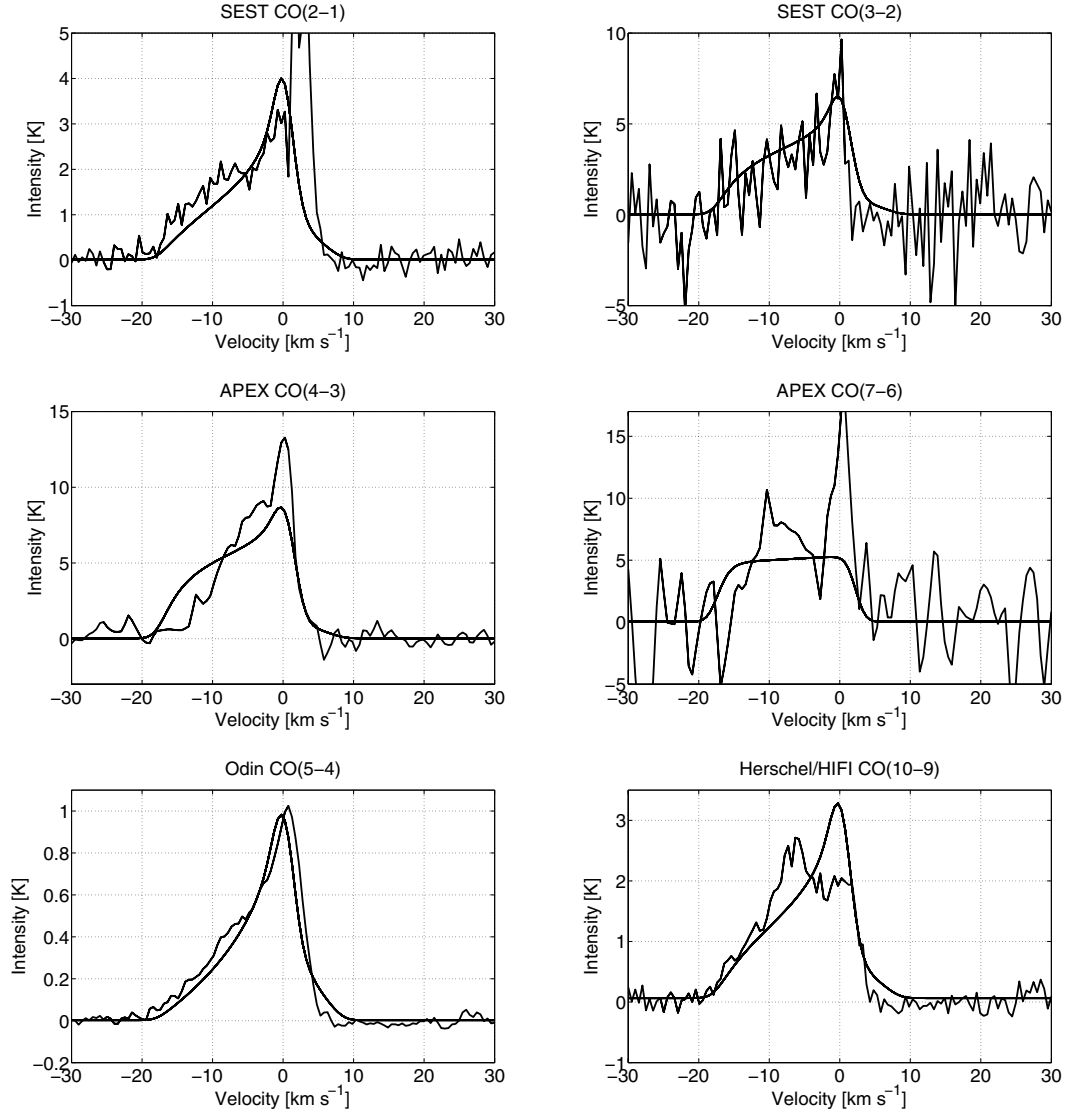 SEST CO(2−1)
5
4
3
2
1
0
−1
Intensity [K]
−30 −20 −10 0 10 20 30
Velocity [km s−1]
SEST CO(3−2)
10
5
0
−5
Intensity [K]
−30 −20 −10 0 10 20 30
Velocity [km s−1]
APEX CO(4−3)
15
10
5
0
Intensity [K]
−30 −20 −10 0 10 20 30
Velocity [km s−1]
APEX CO(7−6)
15
10
5
0
−5
Intensity [K]
−30 −20 −10 0 10 20 30
Velocity [km s−1]
Odin CO(5−4)
1
0.8
0.6
0.4
0.2
0
−0.2
Intensity [K]
−30 −20 −10 0 10 20 30
Velocity [km s−1]
Herschel/HIFI CO(10−9)
3
2
1
0
−1
Intensity [K]
−30 −20 −10 0 10 20 30
Velocity [km s−1]